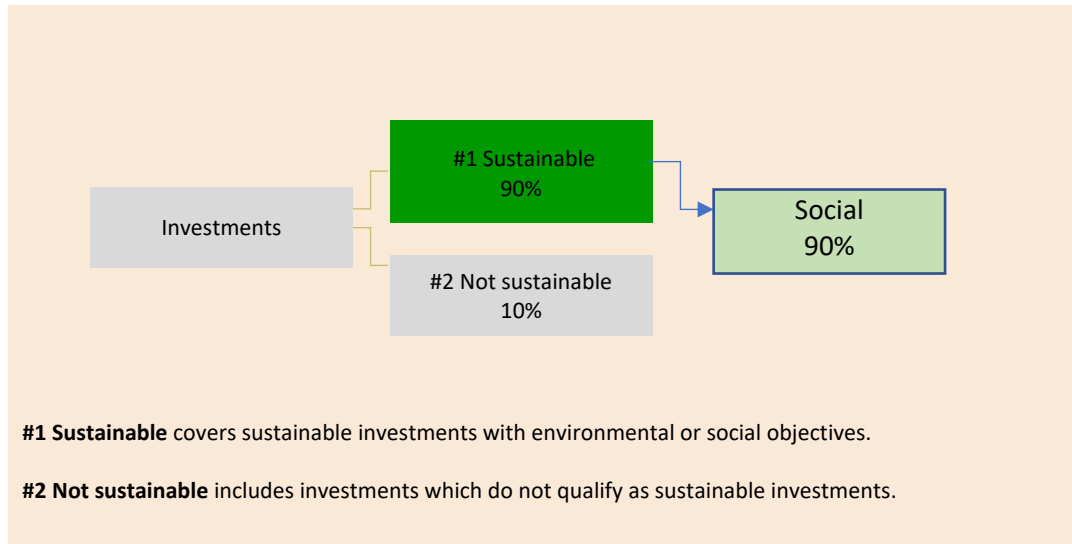 #1 Sustainable
90%
Investments
Social
90%
#2 Not sustainable
10%
#1 Sustainable covers sustainable investments with environmental or social objectives.
#2 Not sustainable includes investments which do not qualify as sustainable investments.